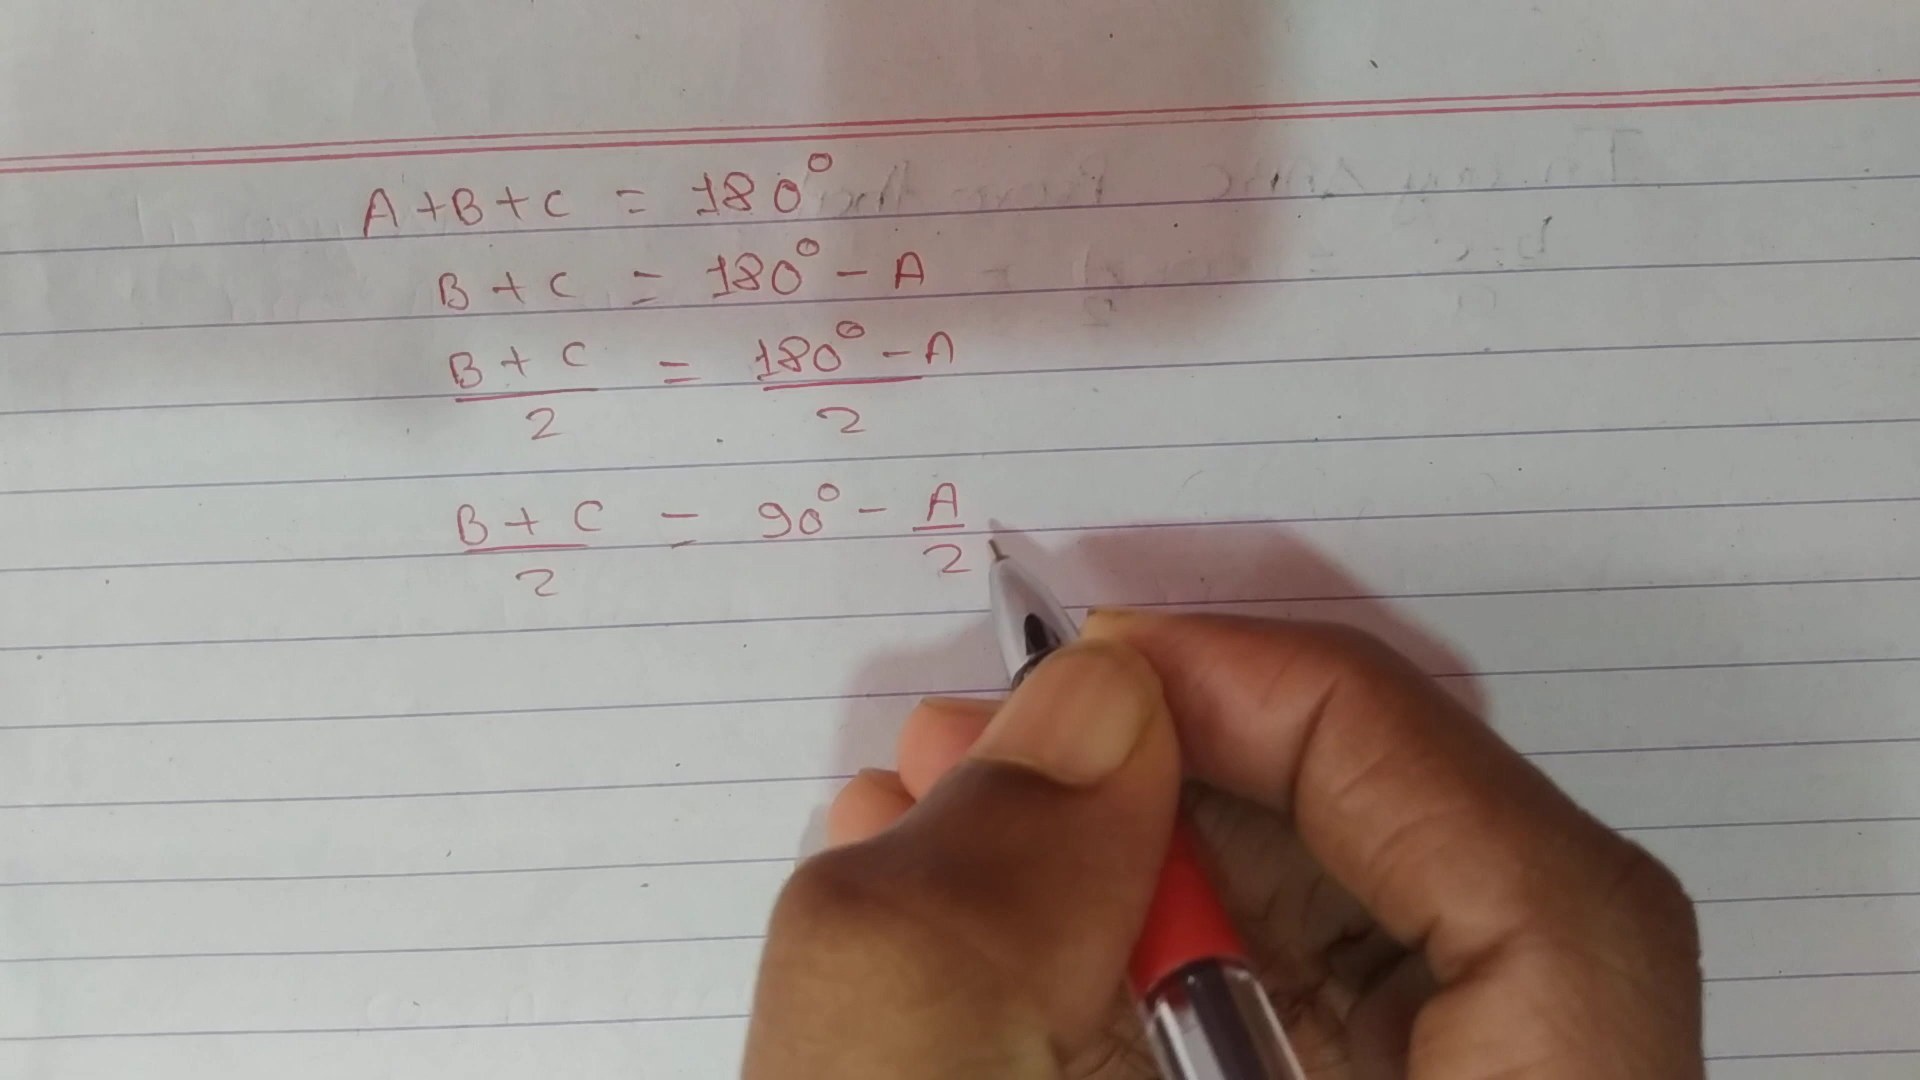 A + B + C = 180°
B + C = 180° - A
B + C / 2 = 180° - A / 2
B + C / 2 = 90° - A / 2